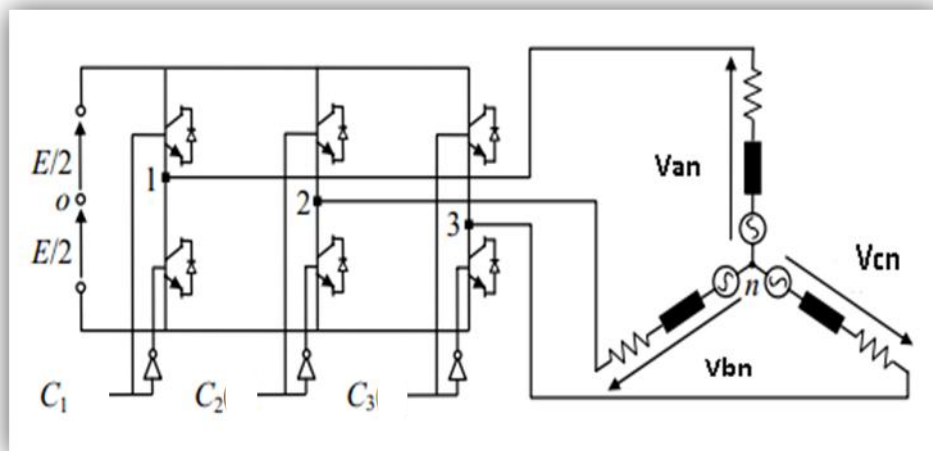 E/2
o
E/2
1
2
3
C₁
C₂(
C₃(
Van
Vbn
Vcn
n